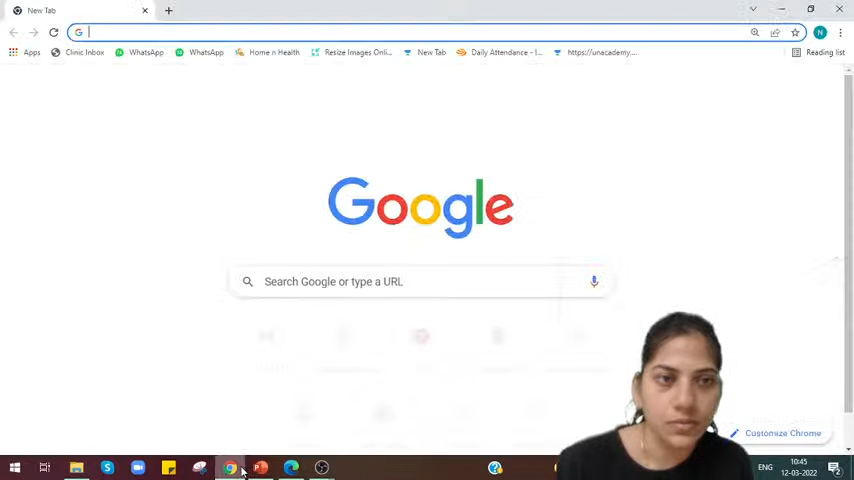 New Tab
Apps Clinic Inbox WhatsApp WhatsApp Home n Health Resize Images Onli... New Tab Daily Attendance - I... https://unacademy.... Reading list
Google
Search Google or type a URL
Customize Chrome
ENG 10:45
12-03-2022